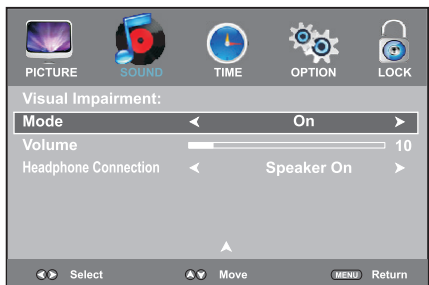 PICTURE SOUND TIME OPTION LOCK
Visual Impairment:
Mode On
Volume 10
Headphone Connection Speaker On
Select Move MENU Return